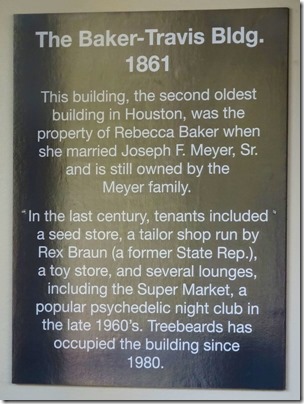 The Baker-Travis Bldg.
1861
This building, the second oldest
building in Houston, was the
property of Rebecca Baker when
she married Joseph F. Meyer, Sr.
and is still owned by the
Meyer family.
In the last century, tenants included
a seed store, a tailor shop run by
Rex Braun (a former State Rep.),
a toy store, and several lounges,
including the Super Market, a
popular psychedelic night club in
the late 1960's. Treebeards has
occupied the building since
1980.